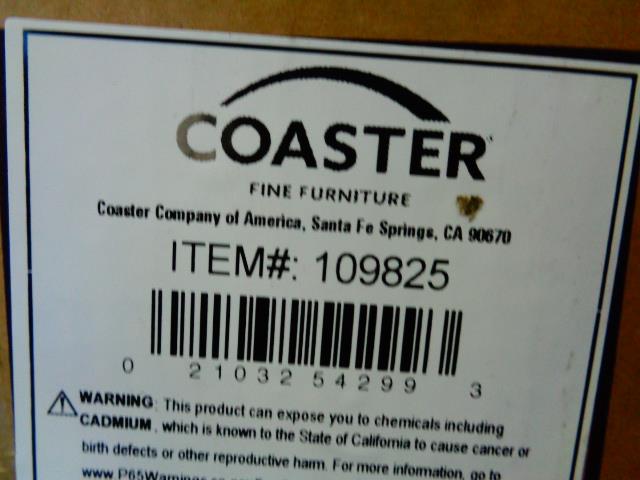 COASTER
FINE FURNITURE
Coaster Company of America, Santa Fe Springs, CA 90670
ITEM#: 109825
0 21032 54299 3
WARNING: This product can expose you to chemicals including
CADMIUM, which is known to the State of California to cause cancer or
birth defects or other reproductive harm. For more information, go to
www.P65Warnings